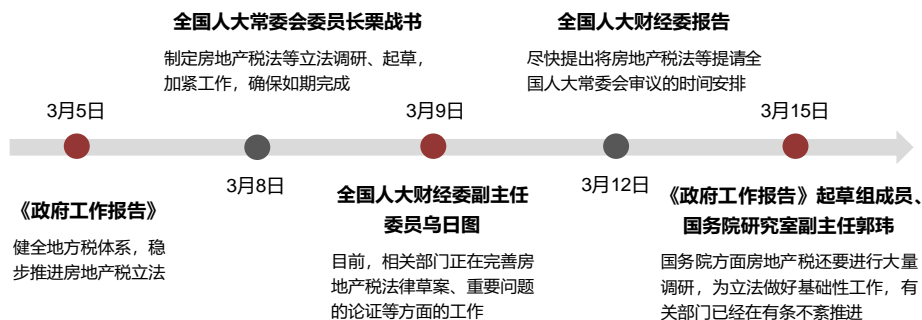 全国人大常委会委员长栗战书
制定房地产税法等立法调研、起草，
加紧工作，确保如期完成
全国人大财经委报告
尽快提出将房地产税法等提请全
国人大常委会审议的时间安排
3月5日
3月9日
3月15日
3月8日
3月12日
《政府工作报告》
健全地方税体系，稳
步推进房地产税立法
全国人大财经委副主任
委员乌日图
目前，相关部门正在完善房
地产税法律草案、重要问题
的论证等方面的工作
《政府工作报告》起草组成员、
国务院研究室副主任郭玮
国务院方面房地产税还要进行大量
调研，为立法做好基础性工作，有
关部门已经在有条不紊推进